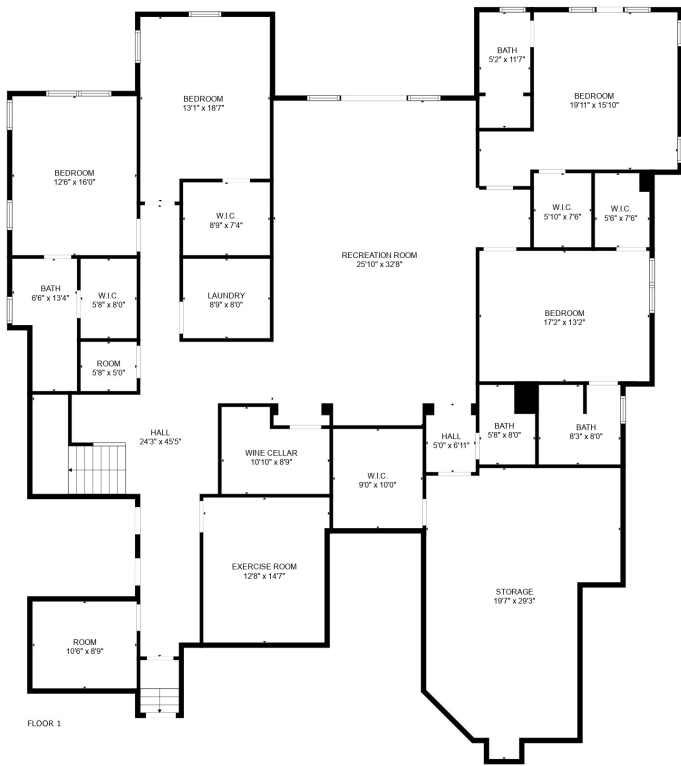 BATH
5'2" x 11'7"
BEDROOM
19'11" x 15'10"
BEDROOM
13'1" x 18'7"
BEDROOM
12'6" x 16'0"
W.I.C.
8'9" x 7'4"
W.I.C.
5'10" x 7'6"
W.I.C.
5'6" x 7'6"
RECREATION ROOM
25'10" x 32'8"
BATH
6'6" x 13'4"
W.I.C.
5'8" x 8'0"
LAUNDRY
8'9" x 8'0"
BEDROOM
17'2" x 13'2"
ROOM
5'8" x 5'0"
HALL
24'3" x 45'5"
WINE CELLAR
10'10" x 8'9"
HALL
5'0" x 6'11"
BATH
5'8" x 8'0"
BATH
8'3" x 8'0"
W.I.C.
9'0" x 10'0"
EXERCISE ROOM
12'8" x 14'7"
STORAGE
19'7" x 29'3"
ROOM
10'6" x 8'9"
FLOOR 1